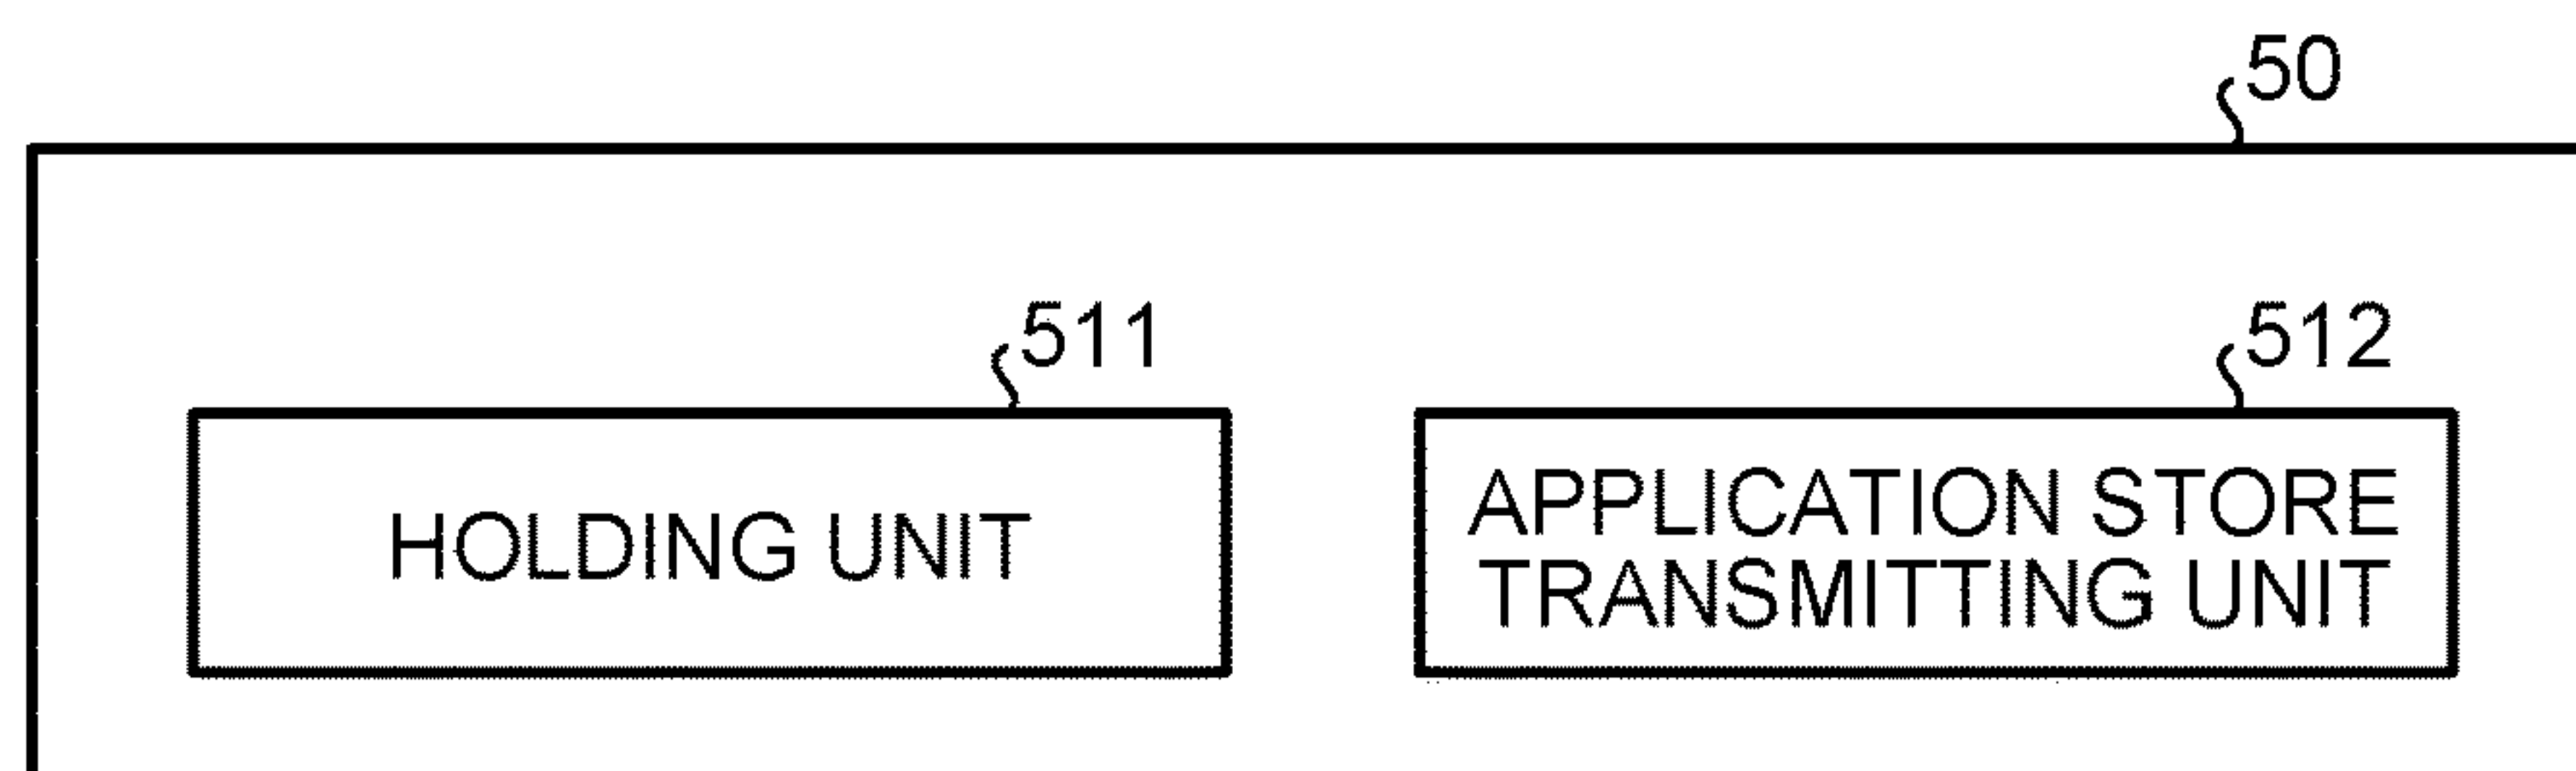 50
511
512
HOLDING UNIT
APPLICATION STORE
TRANSMITTING UNIT